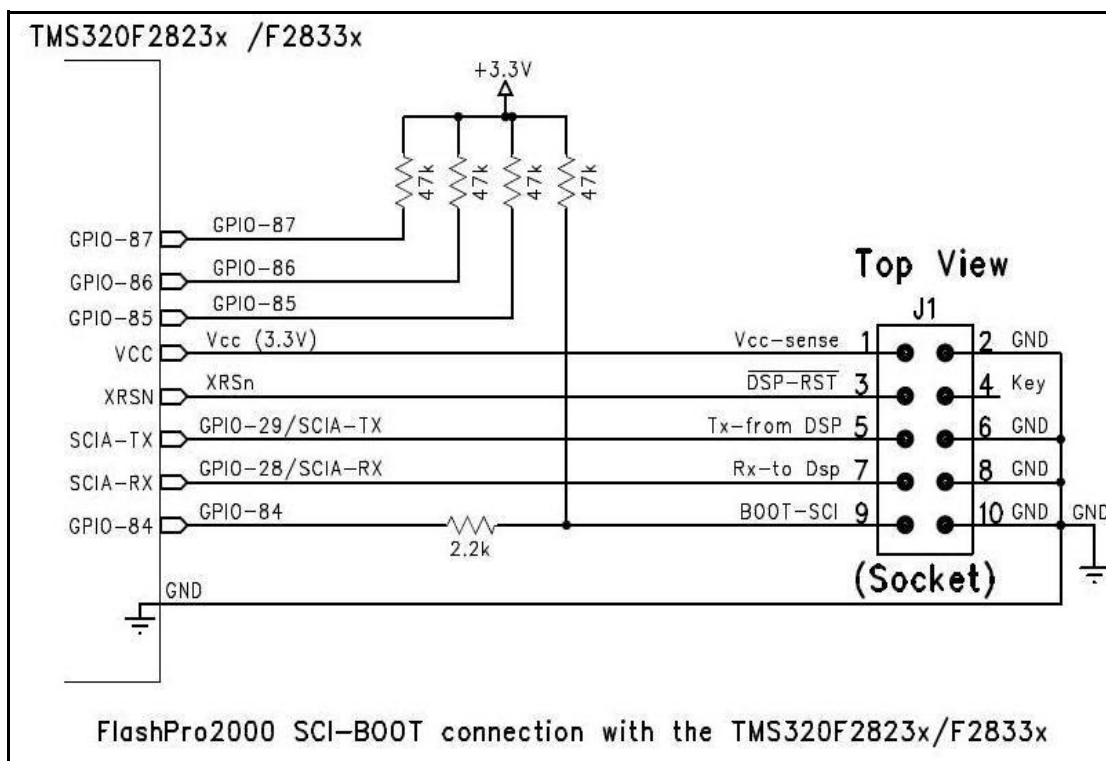 TMS320F2823x /F2833x
+3.3V
47k
47k
47k
47k
GPIO-87
GPIO-87
GPIO-86
GPIO-86
GPIO-85
GPIO-85
Top View
J1
VCC
Vcc (3.3V)
Vcc-sense
1
2
GND
XRSN
XRSn
DSP-RST
3
4
Key
SCIA-TX
GPIO-29/SCIA-TX
Tx-from DSP
5
6
GND
SCIA-RX
GPIO-28/SCIA-RX
Rx-to Dsp
7
8
GND
GPIO-84
GPIO-84
2.2k
BOOT-SCI
9
10
GND
GND
(Socket)
GND
FlashPro2000 SCI-BOOT connection with the TMS320F2823x/F2833x